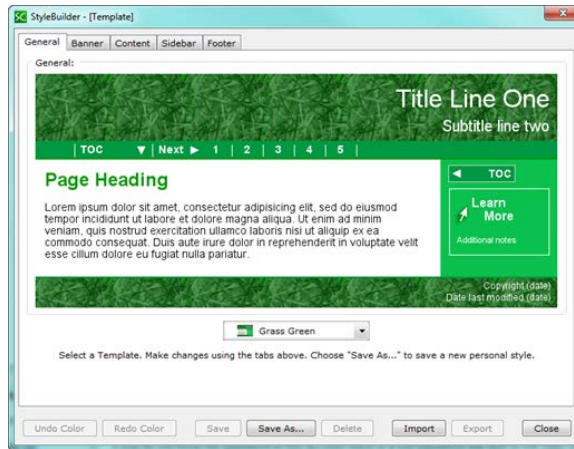 SC StyleBuilder - [Template]
General Banner Content Sidebar Footer
General:
Title Line One
Subtitle line two
TOC ▼ | Next ► 1 | 2 | 3 | 4 | 5 |
Page Heading
Lorem ipsum dolor sit amet, consectetur adipisicing elit, sed do eiusmod
tempor incididunt ut labore et dolore magna aliqua. Ut enim ad minim
veniam, quis nostrud exercitation ullamco laboris nisi ut aliquip ex ea
commodo consequat. Duis aute irure dolor in reprehenderit in voluptate velit
esse cillum dolore eu fugiat nulla pariatur.
◄ TOC
Learn
More
Additional notes
Copyright (date)
Date last modified (date)
Grass Green
Select a Template. Make changes using the tabs above. Choose "Save As..." to save a new personal style.
Undo Color Redo Color Save Save As... Delete Import Export Close